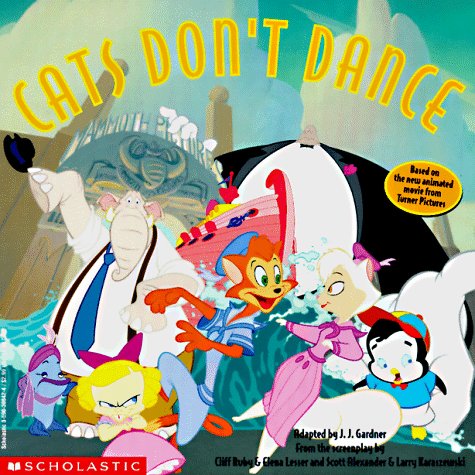 CATS DON'T DANCE
Based on
the new animated
movie from
Turner Pictures
Adapted by J. J. Gardner
From the screenplay by
Cliff Ruby & Elana Lesser and Scott Alexander & Larry Karaszewski
SCHOLASTIC